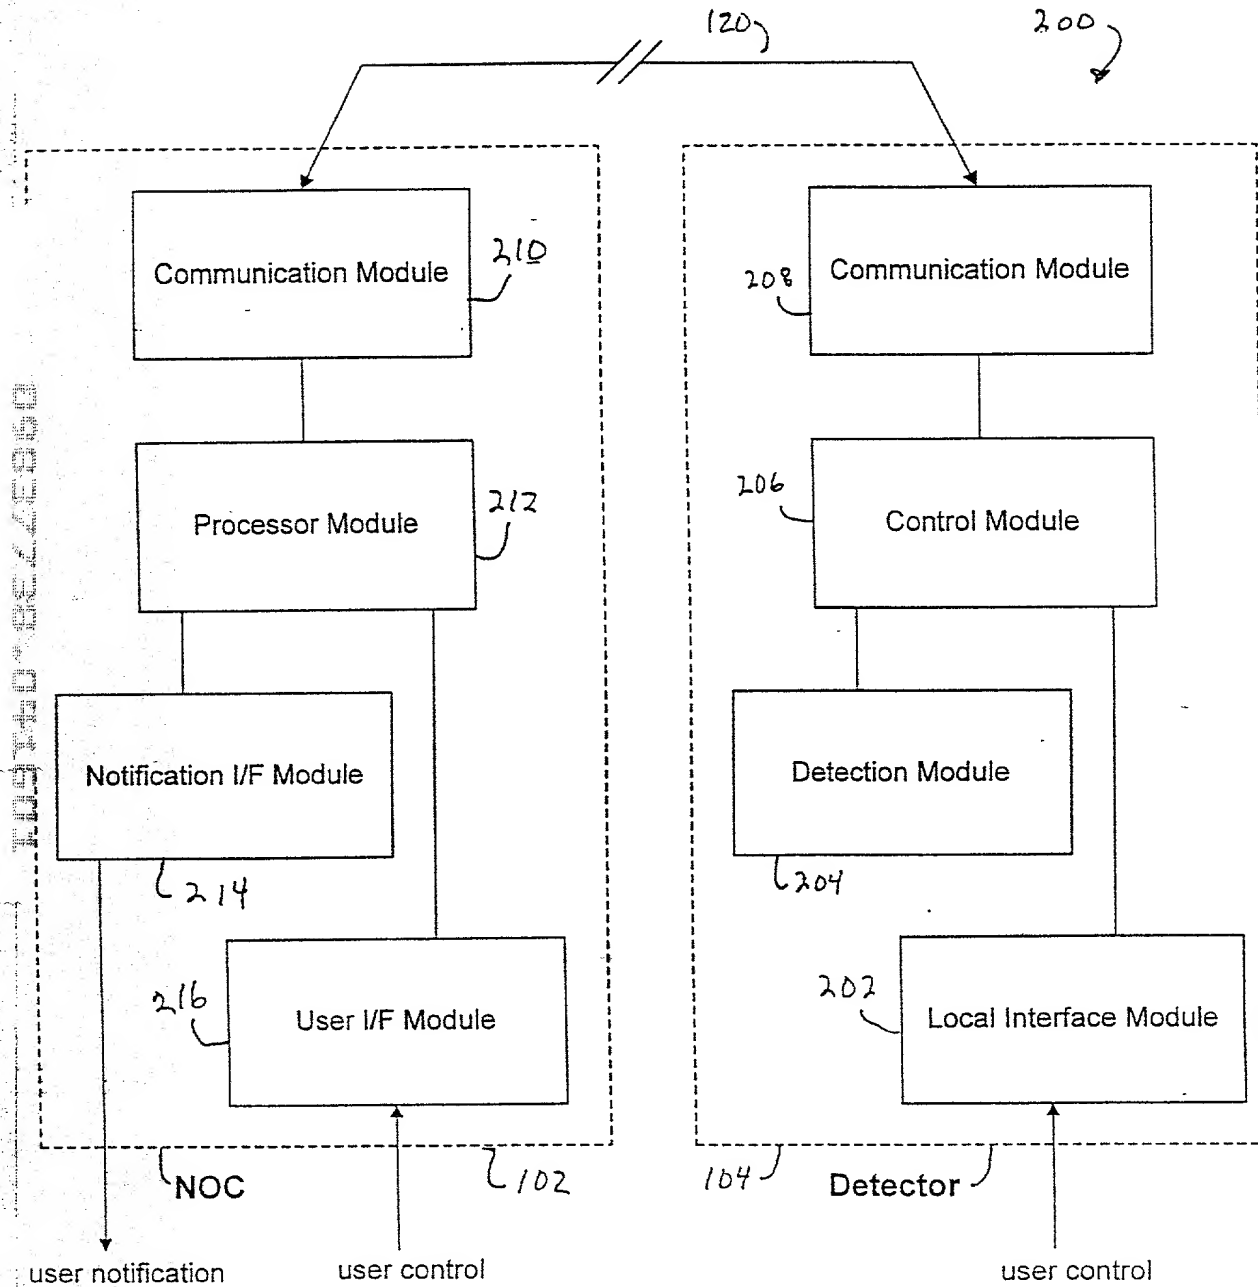 120
200
Communication Module
210
Communication Module
208
Processor Module
212
206
Control Module
Notification I/F Module
214
Detection Module
204
216
User I/F Module
202
Local Interface Module
NOC
102
104
Detector
user notification
user control
user control